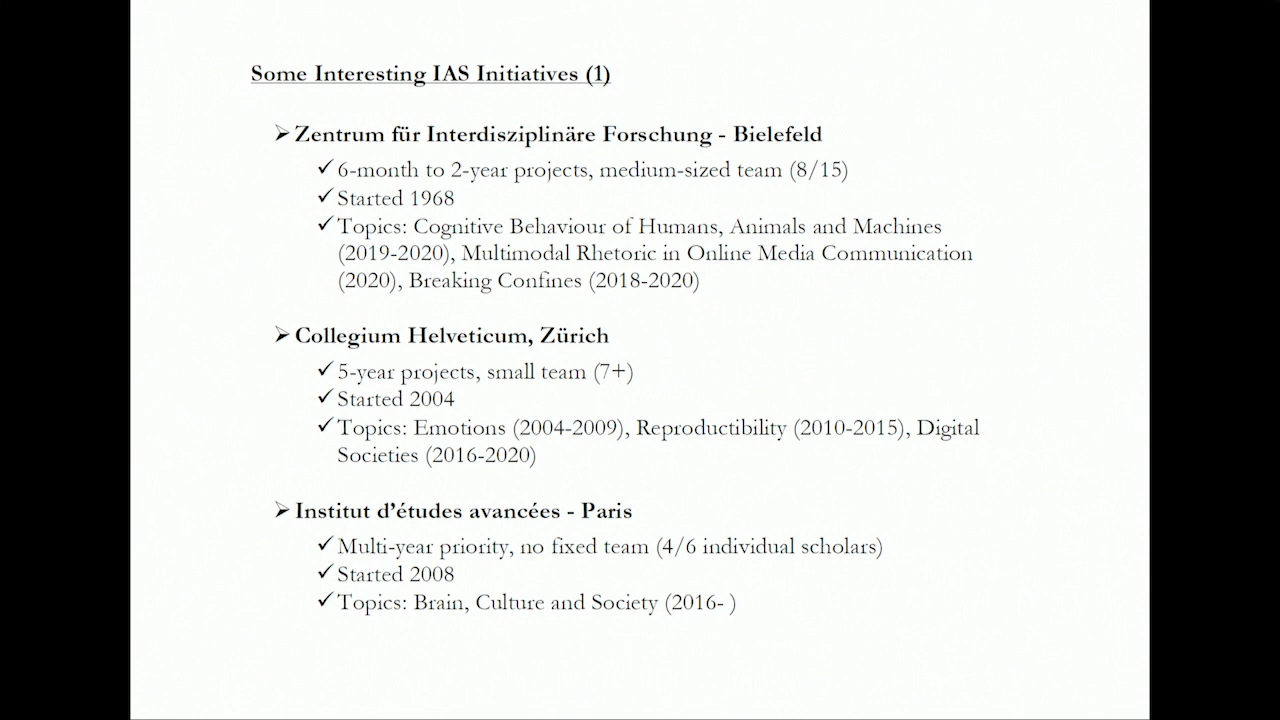 Some Interesting IAS Initiatives (1)
➢ Zentrum für Interdisziplinäre Forschung - Bielefeld
✓ 6-month to 2-year projects, medium-sized team (8/15)
✓ Started 1968
✓ Topics: Cognitive Behaviour of Humans, Animals and Machines
(2019-2020), Multimodal Rhetoric in Online Media Communication
(2020), Breaking Confines (2018-2020)
➢ Collegium Helveticum, Zürich
✓ 5-year projects, small team (7+)
✓ Started 2004
✓ Topics: Emotions (2004-2009), Reproductibility (2010-2015), Digital
Societies (2016-2020)
➢ Institut d'études avancées - Paris
✓ Multi-year priority, no fixed team (4/6 individual scholars)
✓ Started 2008
✓ Topics: Brain, Culture and Society (2016- )